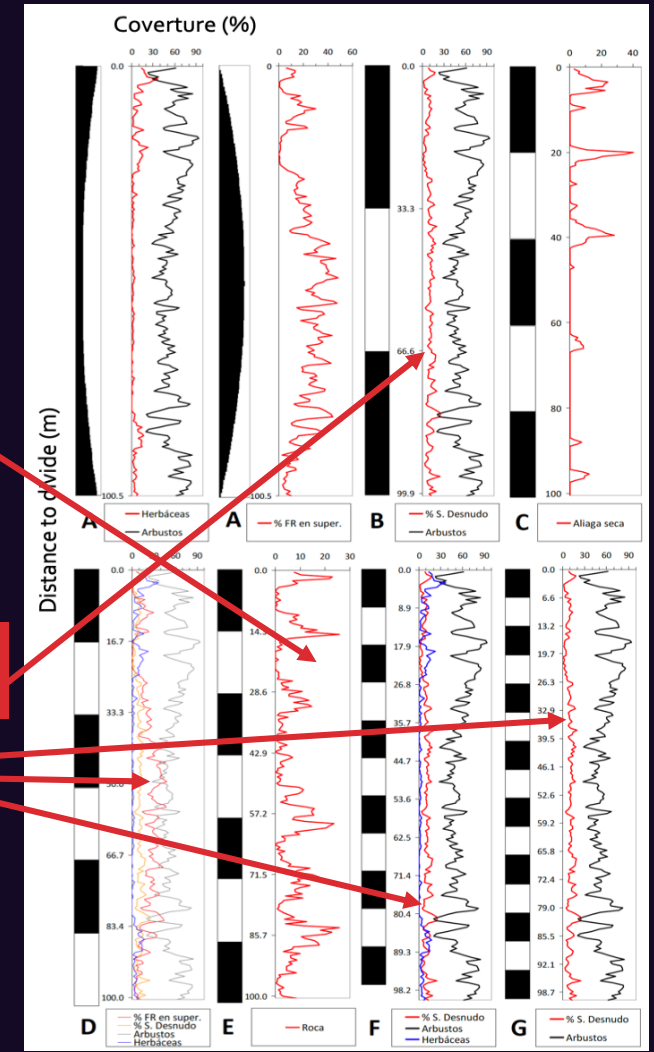 Coverture (%)
0 30 60 90
0 20 40 60
0 30 60 90
0 20 40
0.0
0
0.0
0
33.3
20
40
66.6
60
80
100.5
100.5
99.9
100
Distance to divide (m)
A
Herbáceas
Arbustos
A
% FR en super.
B
% S. Desnudo
Arbustos
C
Aliaga seca
0 30 60 90
0 10 20 30
0 30 60 90
0 30 60 90
0.0
0.0
0.0
0.0
16.7
14.3
8.9
6.6
33.3
28.6
17.9
13.2
66.7
42.9
26.8
19.7
83.4
57.2
35.7
26.3
100.0
71.5
44.7
32.9
85.7
53.6
39.5
100.0
62.5
46.1
71.4
52.6
80.4
59.2
89.3
65.8
98.2
72.4
79.0
85.5
92.1
98.7
D
% FR en super.
% S. Desnudo
Arbustos
Herbáceas
E
Roca
F
% S. Desnudo
Arbustos
Herbáceas
G
% S. Desnudo
Arbustos